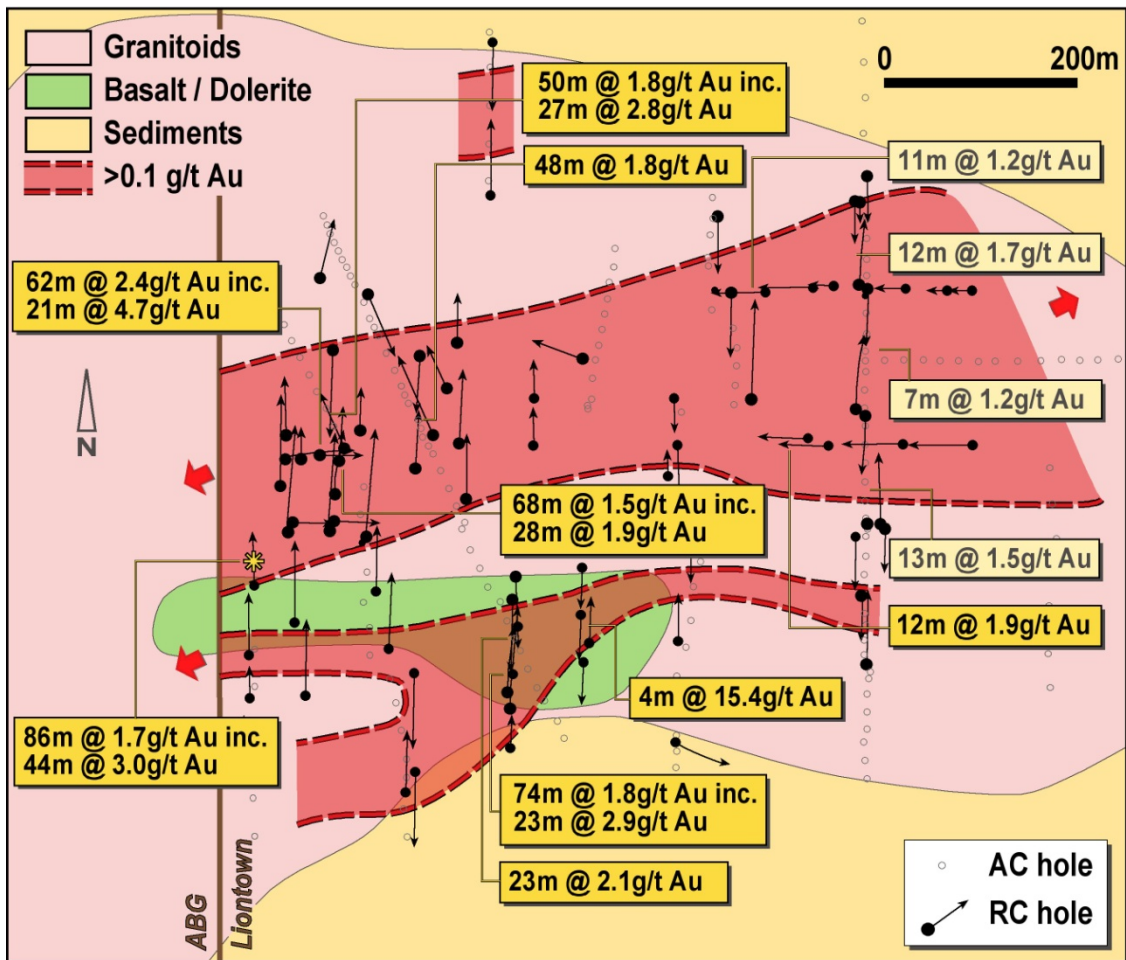 Granitoids
Basalt / Dolerite
Sediments
>0.1 g/t Au
0 200m
50m @ 1.8g/t Au inc.
27m @ 2.8g/t Au
48m @ 1.8g/t Au
11m @ 1.2g/t Au
12m @ 1.7g/t Au
62m @ 2.4g/t Au inc.
21m @ 4.7g/t Au
7m @ 1.2g/t Au
N
68m @ 1.5g/t Au inc.
28m @ 1.9g/t Au
13m @ 1.5g/t Au
12m @ 1.9g/t Au
4m @ 15.4g/t Au
86m @ 1.7g/t Au inc.
44m @ 3.0g/t Au
74m @ 1.8g/t Au inc.
23m @ 2.9g/t Au
23m @ 2.1g/t Au
ABG
Liontown
AC hole
RC hole